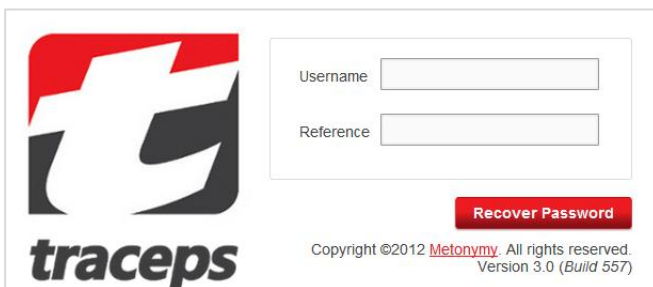 Username
Reference
Recover Password
traceps
Copyright ©2012 Metonymy. All rights reserved.
Version 3.0 (Build 557)